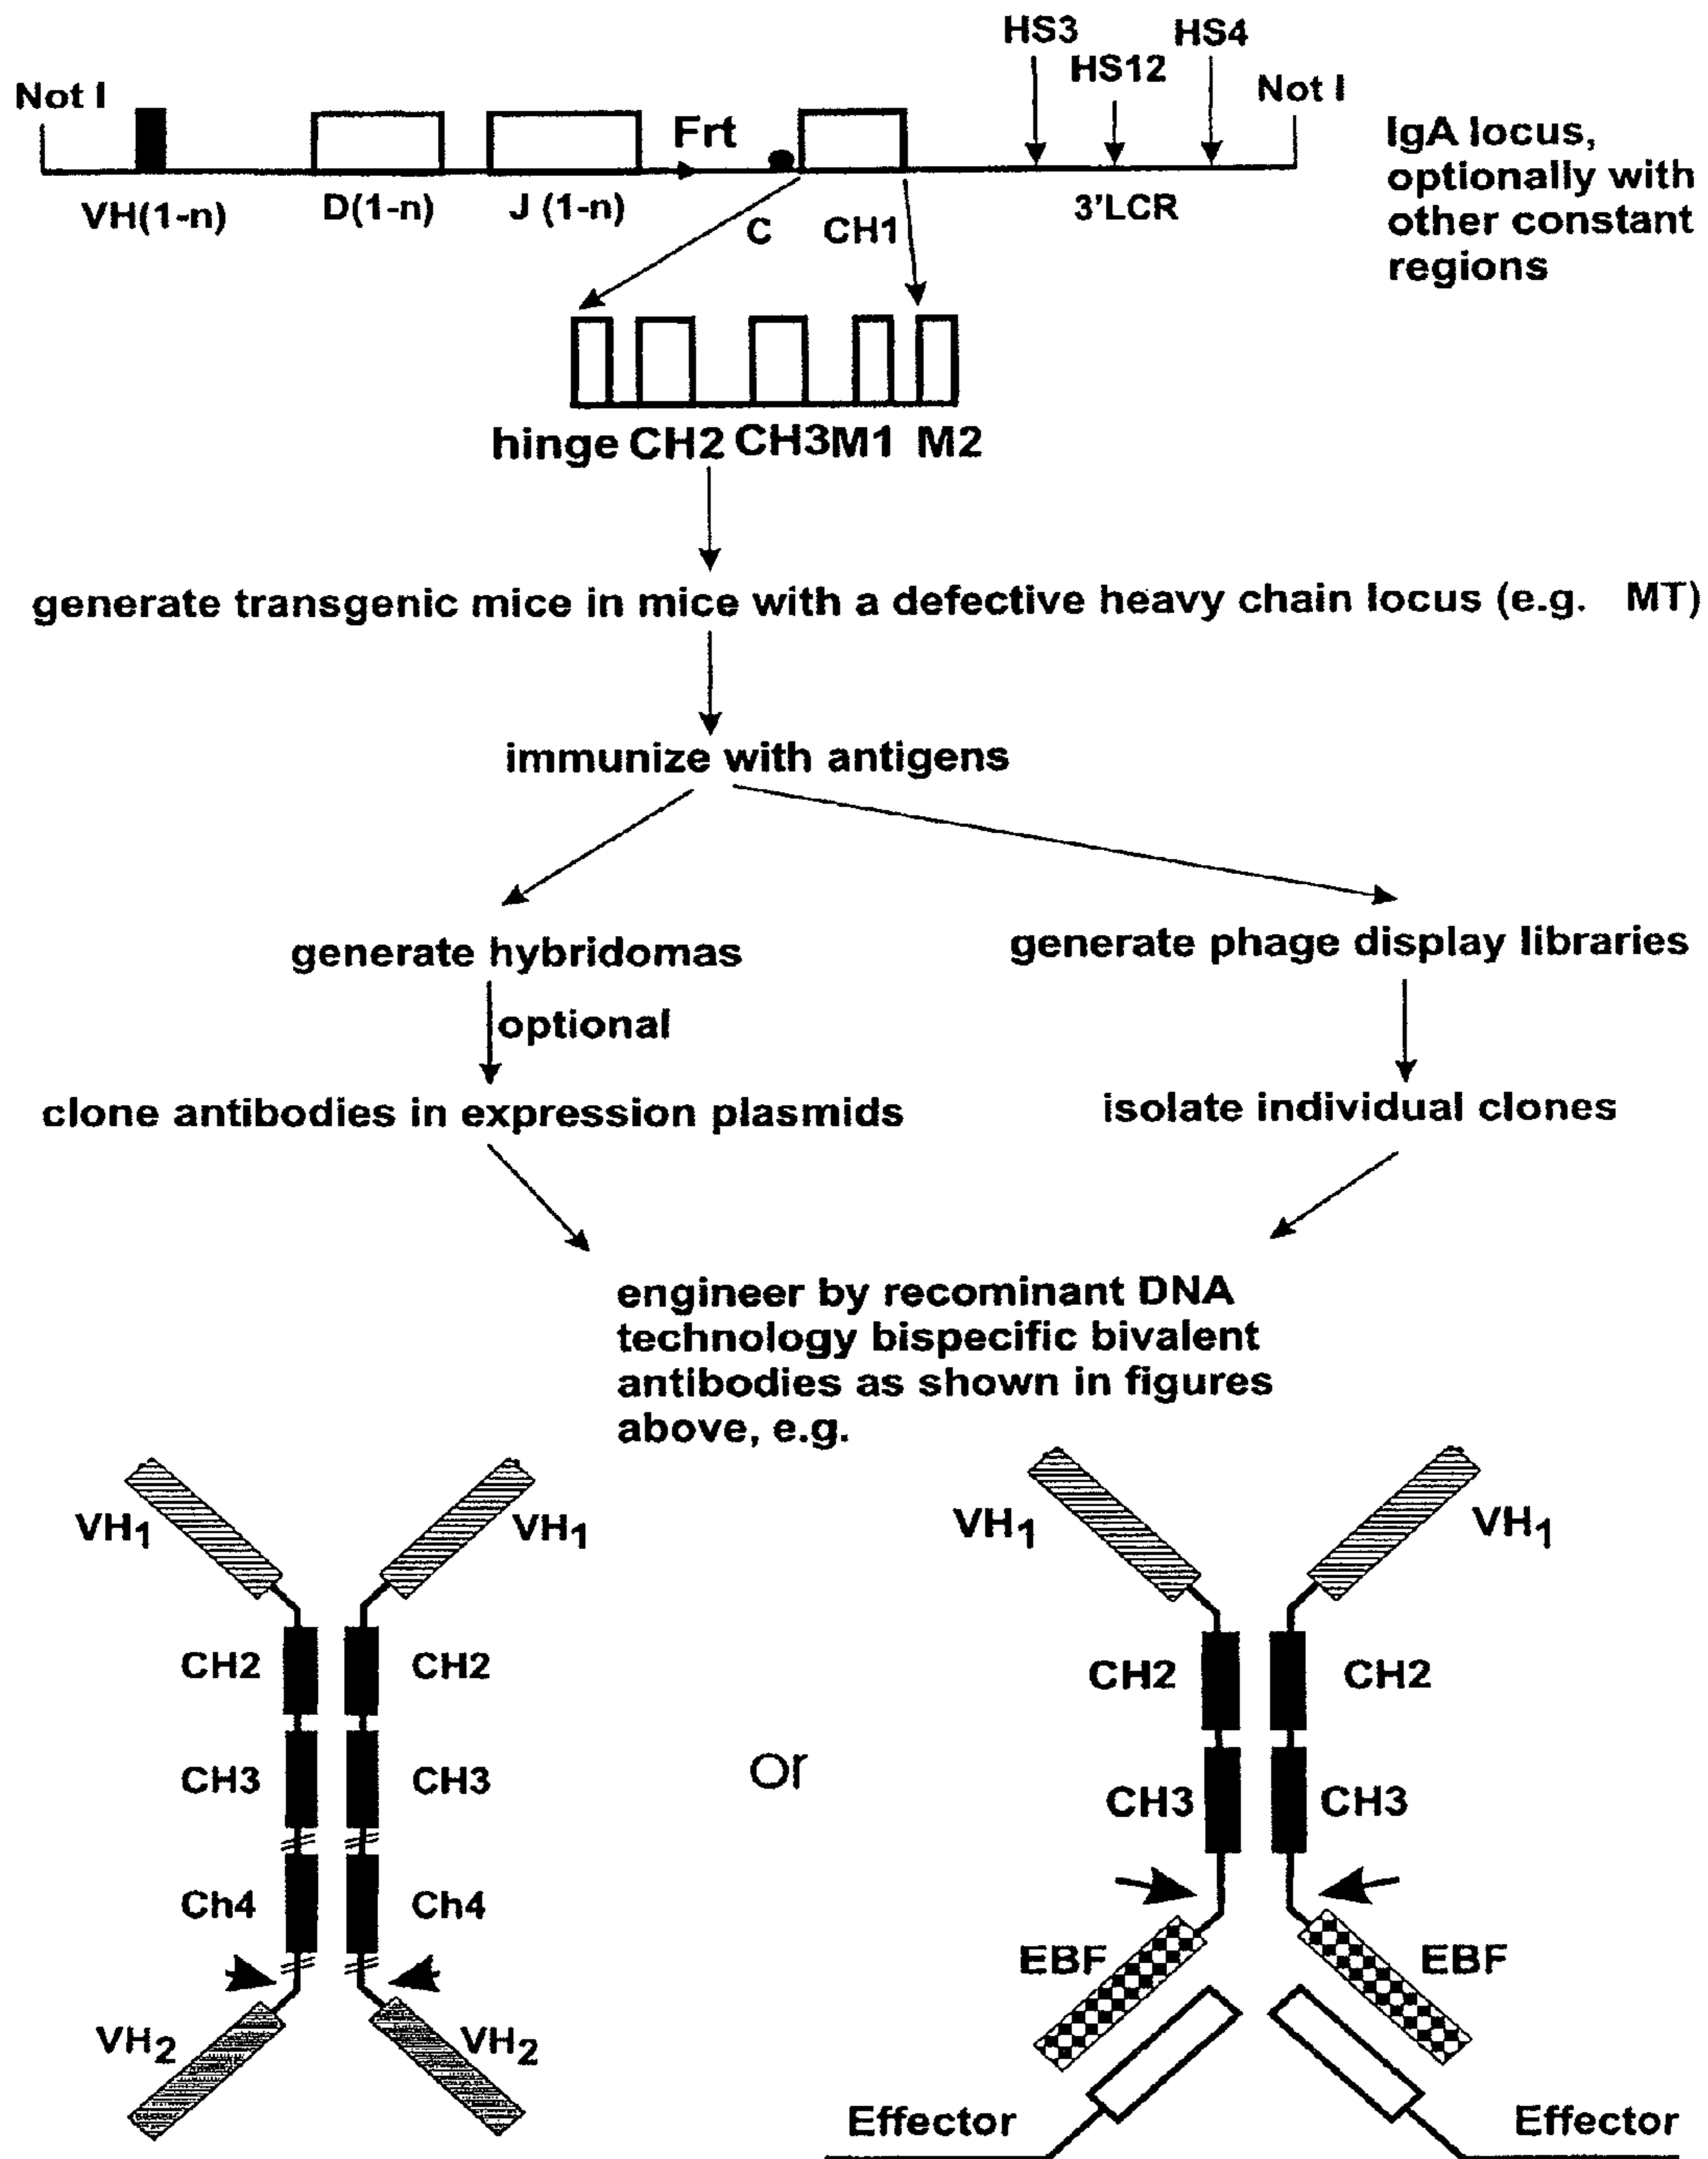 HS3 HS4
HS12
Not I Not I
Frt
IgA locus,
optionally with
other constant
regions
VH(1-n) D(1-n) J (1-n) 3'LCR
C CH1
hinge CH2 CH3 M1 M2
generate transgenic mice in mice with a defective heavy chain locus (e.g. MT)
immunize with antigens
generate hybridomas
generate phage display libraries
optional
clone antibodies in expression plasmids
isolate individual clones
engineer by recominant DNA
technology bispecific bivalent
antibodies as shown in figures
above, e.g.
VH1 VH1
CH2 CH2
CH3 CH3
Ch4 Ch4
VH2 VH2
or
VH1 VH1
CH2 CH2
CH3 CH3
EBF EBF
Effector Effector